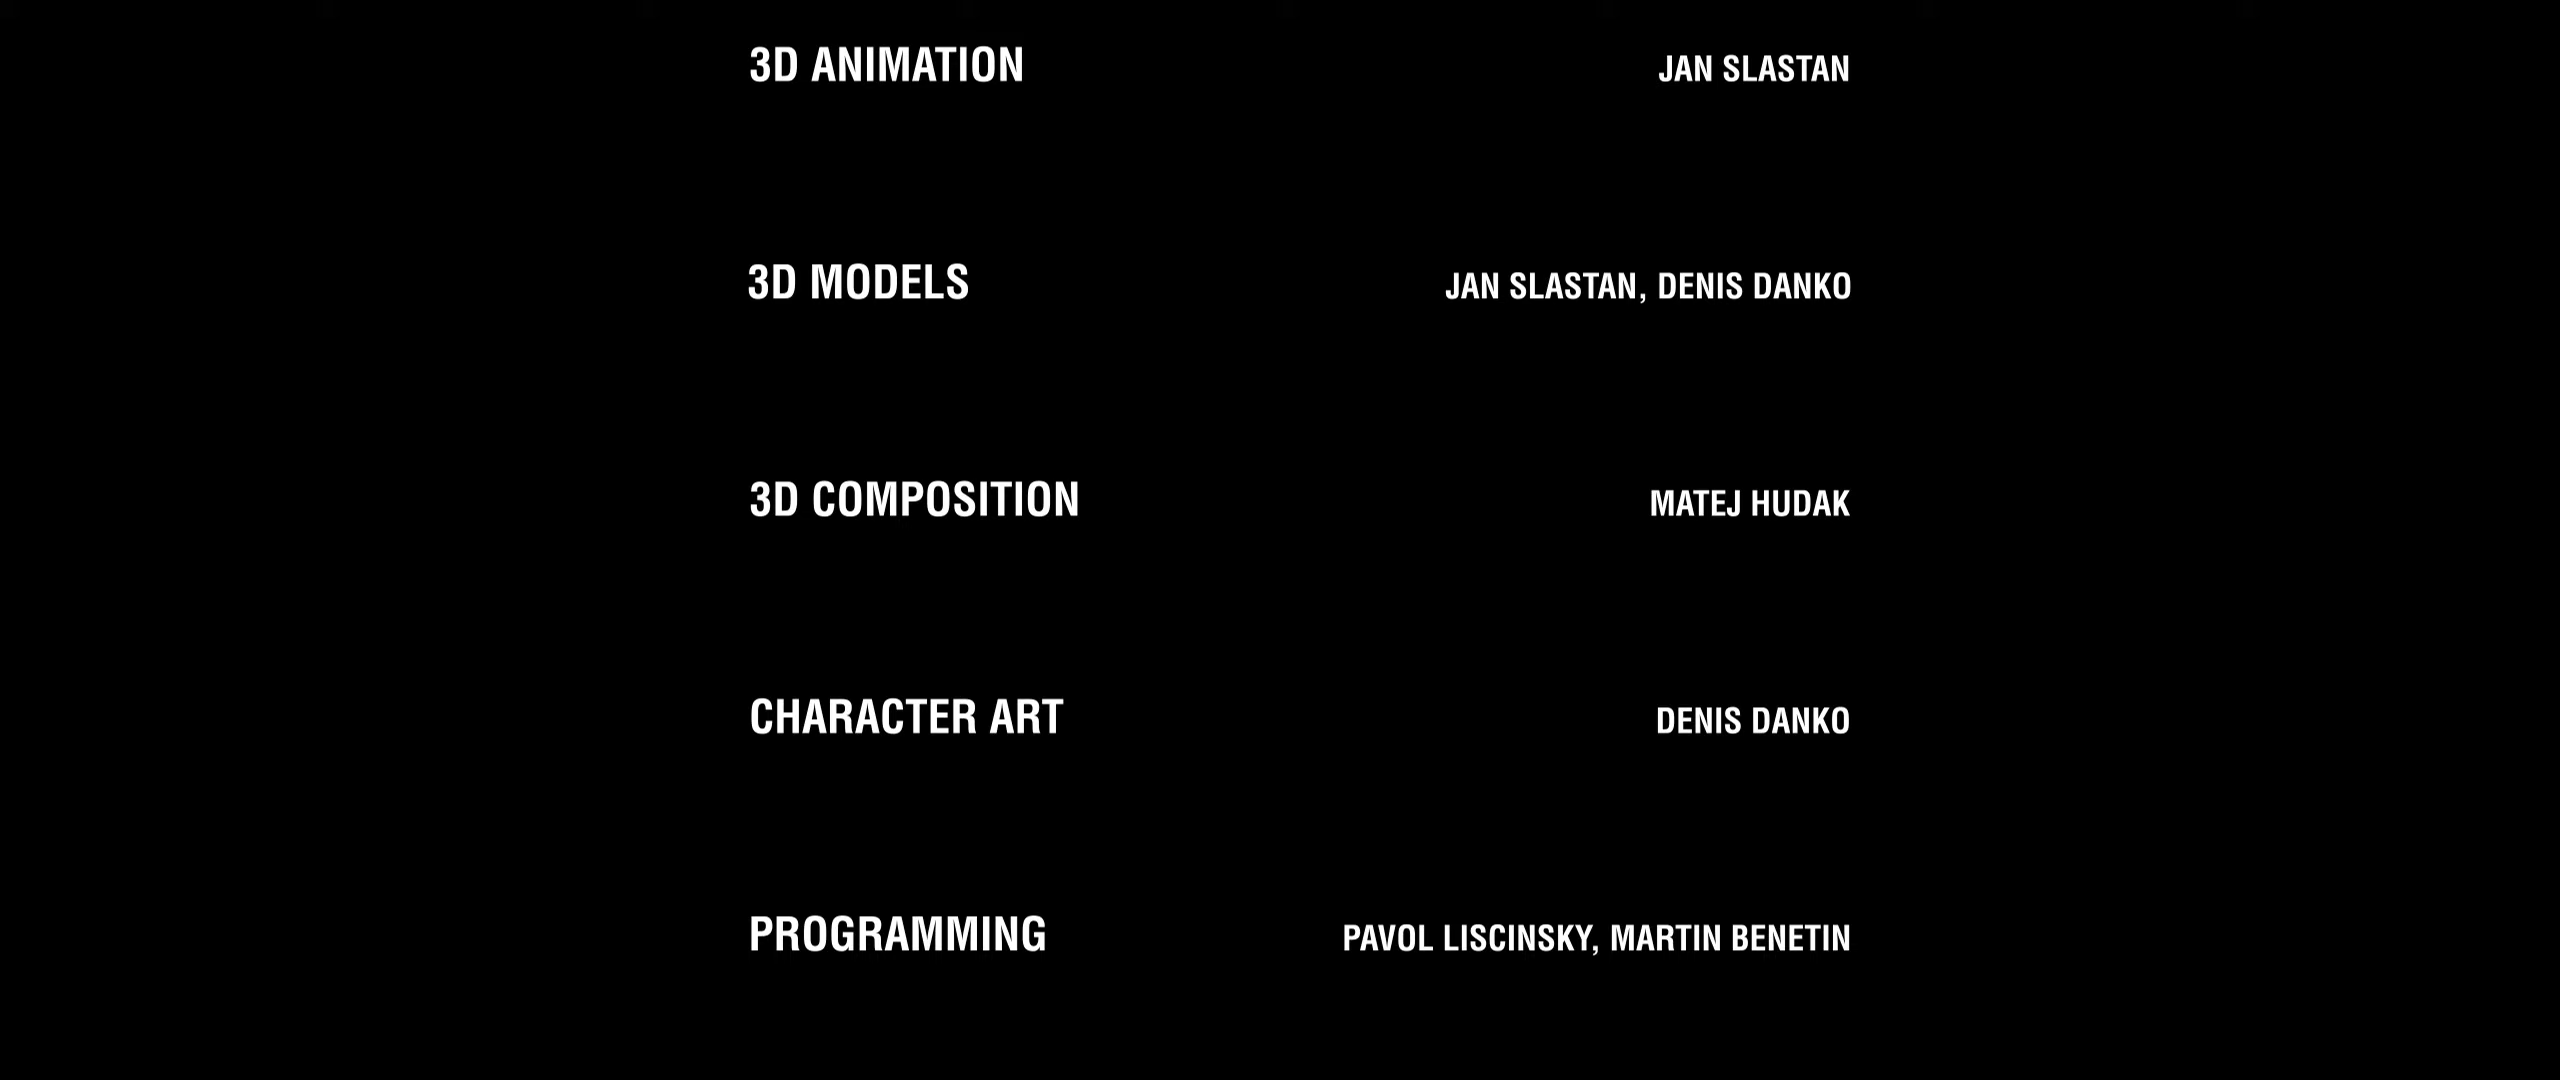 3D ANIMATION JAN SLASTAN
3D MODELS JAN SLASTAN, DENIS DANKO
3D COMPOSITION MATEJ HUDAK
CHARACTER ART DENIS DANKO
PROGRAMMING PAVOL LISCINSKY, MARTIN BENETIN